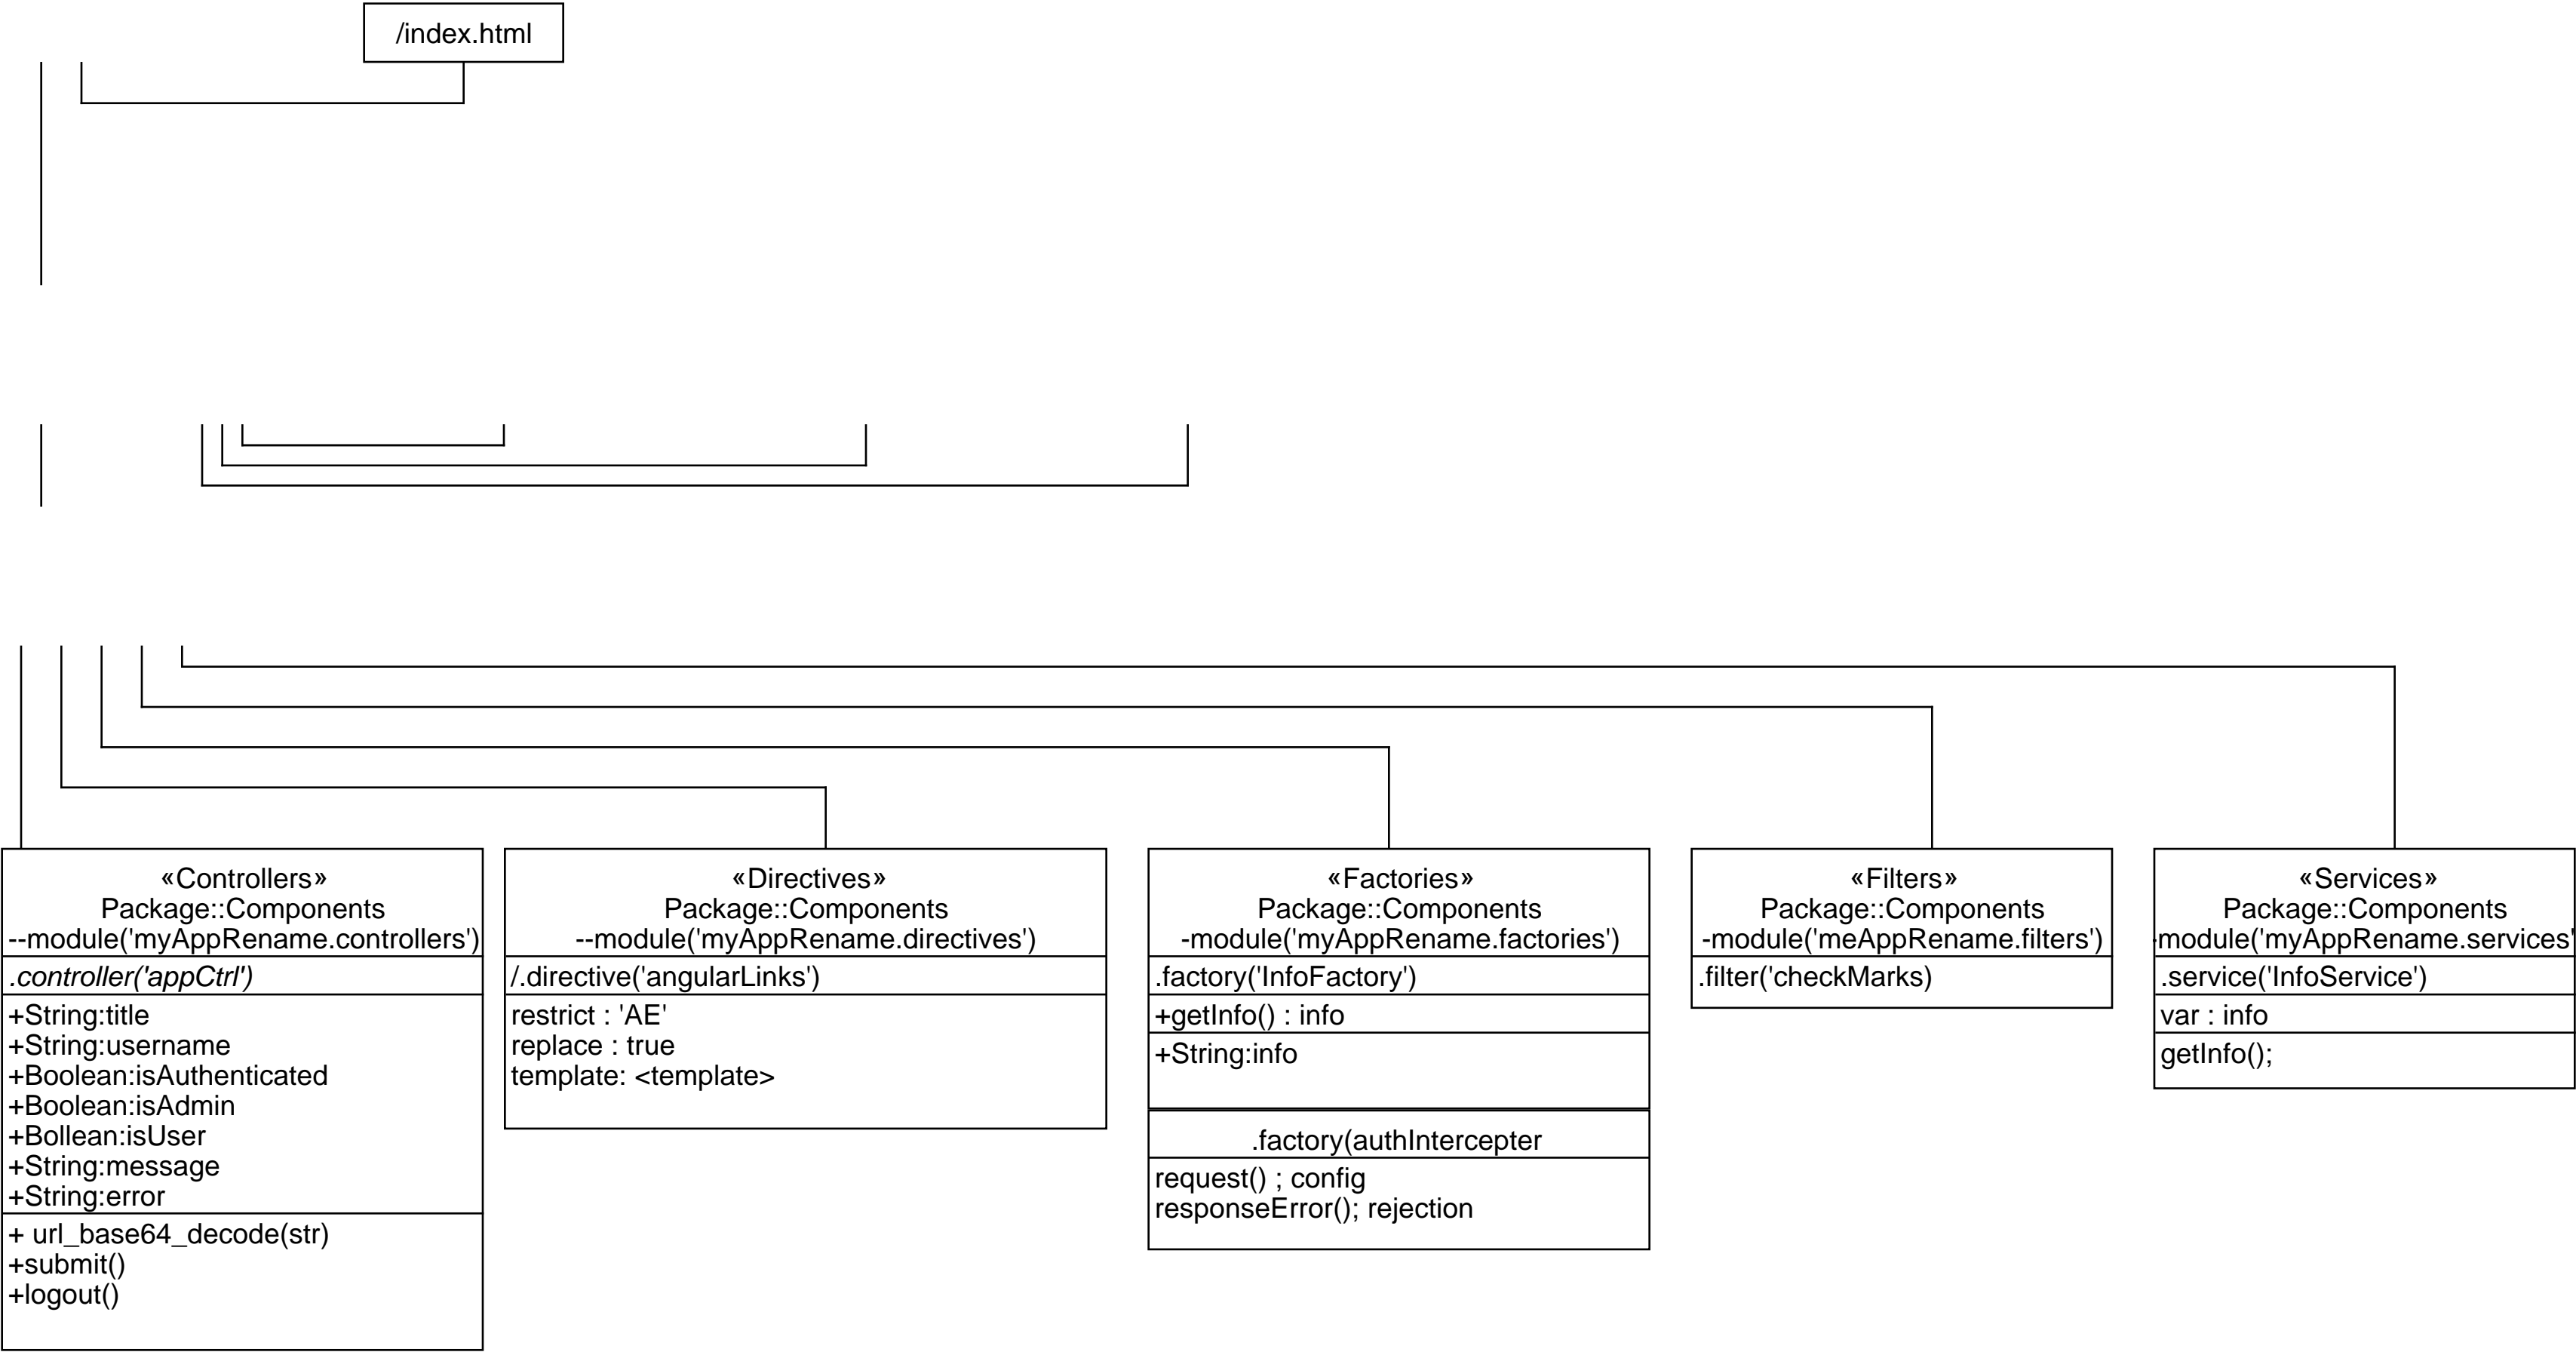 /index.html
«Controllers»
Package::Components
--module('myAppRename.controllers')
.controller('appCtrl')
+String:title
+String:username
+Boolean:isAuthenticated
+Boolean:isAdmin
+Bollean:isUser
+String:message
+String:error
+ url_base64_decode(str)
+submit()
+logout()
«Directives»
Package::Components
--module('myAppRename.directives')
/.directive('angularLinks')
restrict : 'AE'
replace : true
template: <template>
«Factories»
Package::Components
-module('myAppRename.factories')
.factory('InfoFactory')
+getInfo() : info
+String:info
.factory(authIntercepter
request() ; config
responseError(); rejection
«Filters»
Package::Components
-module('meAppRename.filters')
.filter('checkMarks)
«Services»
Package::Components
-module('myAppRename.services'
.service('InfoService')
var : info
getInfo();